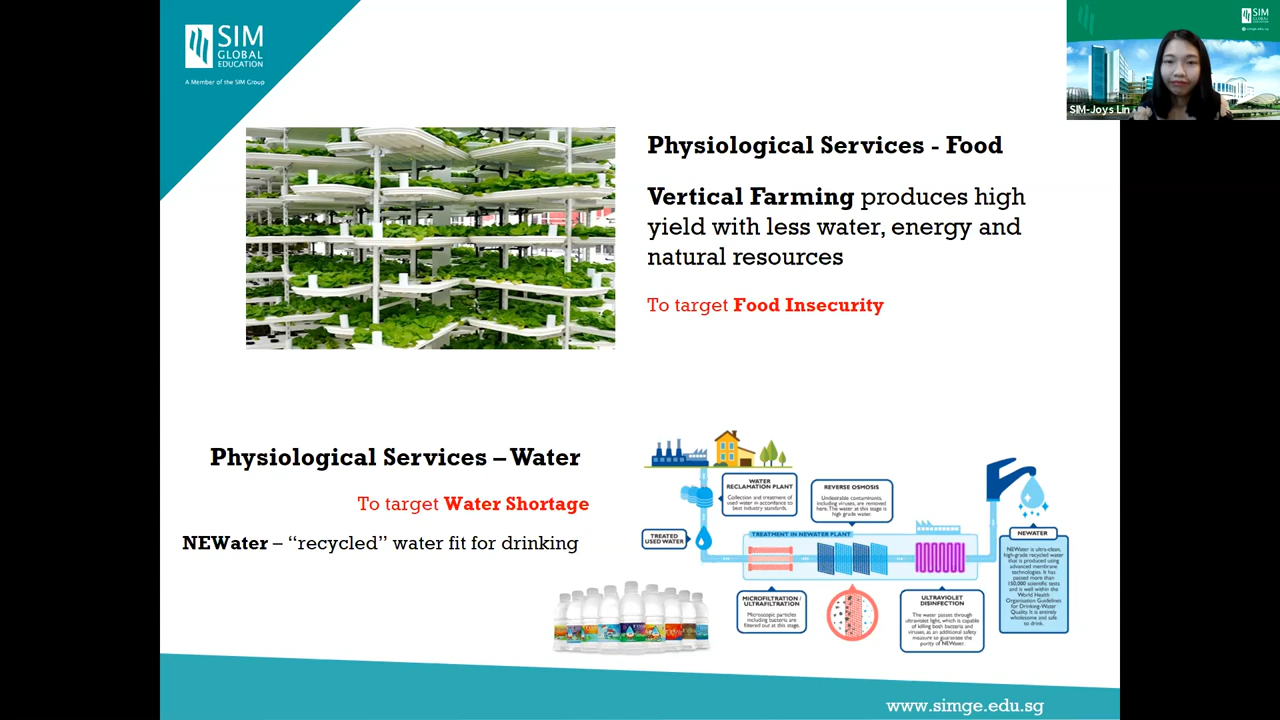 SIM
GLOBAL
EDUCATION
A Member of the SIM Group
SIM
SIM-Joys Lin
Physiological Services - Food
Vertical Farming produces high
yield with less water, energy and
natural resources
To target Food Insecurity
Physiological Services – Water
To target Water Shortage
NEWater – “recycled” water fit for drinking
WATER
RECLAMATION PLANT
Collection and treatment of
used water in accordance to
best industry standards.
REVERSE OSMOSIS
Undesirable contaminants,
including viruses, are removed
here. The water at this stage is
high grade water.
TREATED
USED WATER
TREATMENT IN NEWATER PLANT
MICROFILTRATION /
ULTRAFILTRATION
Microscopic particles
including bacteria are
filtered out at this stage.
ULTRAVIOLET
DISINFECTION
The water passes through
ultraviolet light, which is capable
of killing both bacteria and
viruses, as an additional safety
measure to guarantee the
purity of NEWater.
NEWATER
NEWater is ultra-clean,
high-grade recycled water
that is produced using
advanced membrane
technologies. It has
passed more than
150,000 scientific tests
and is well within the
World Health
Organisation Guidelines
for Drinking-Water
Quality. It is entirely
wholesome and safe
to drink.
www.simge.edu.sg